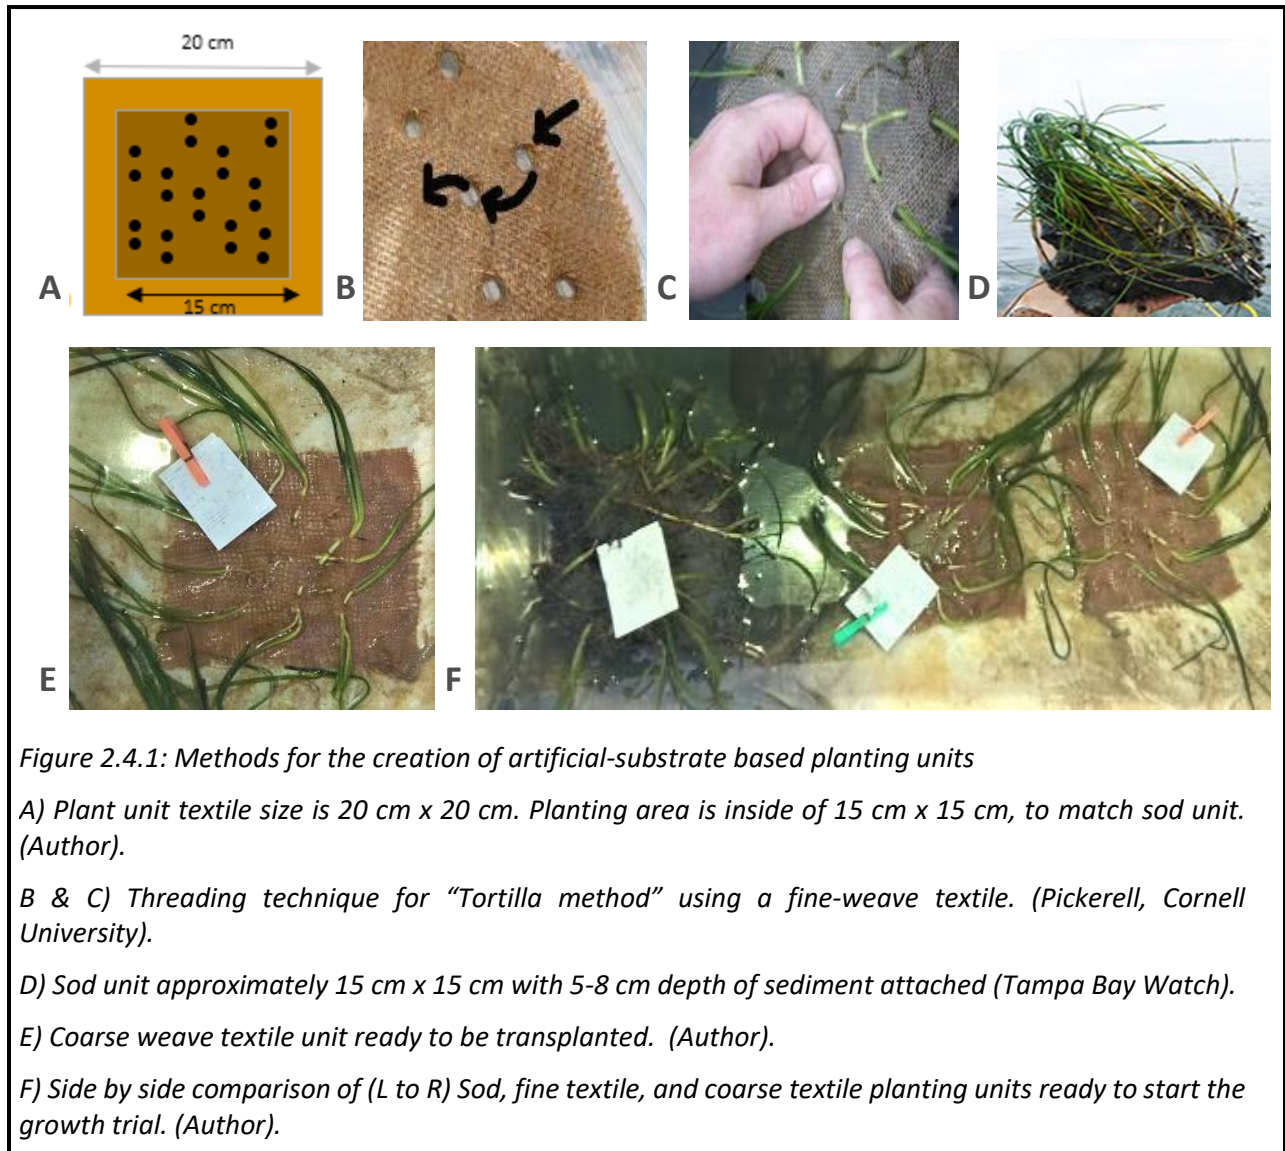 20 cm
A
15 cm
B
C
D
E
F
Figure 2.4.1: Methods for the creation of artificial-substrate based planting units
A) Plant unit textile size is 20 cm x 20 cm. Planting area is inside of 15 cm x 15 cm, to match sod unit.
(Author).
B & C) Threading technique for “Tortilla method” using a fine-weave textile. (Pickerell, Cornell
University).
D) Sod unit approximately 15 cm x 15 cm with 5-8 cm depth of sediment attached (Tampa Bay Watch).
E) Coarse weave textile unit ready to be transplanted. (Author).
F) Side by side comparison of (L to R) Sod, fine textile, and coarse textile planting units ready to start the
growth trial. (Author).